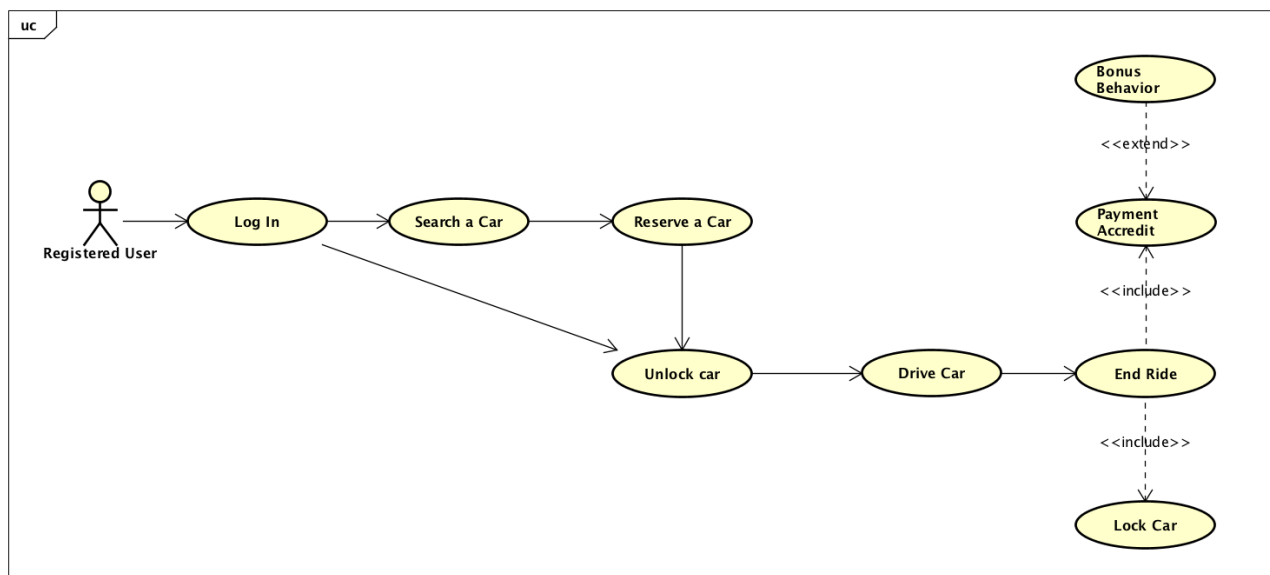 uc
Bonus
Behavior
<<extend>>
Log In
Search a Car
Reserve a Car
Payment
Accredit
Registered User
<<include>>
Unlock car
Drive Car
End Ride
<<include>>
Lock Car